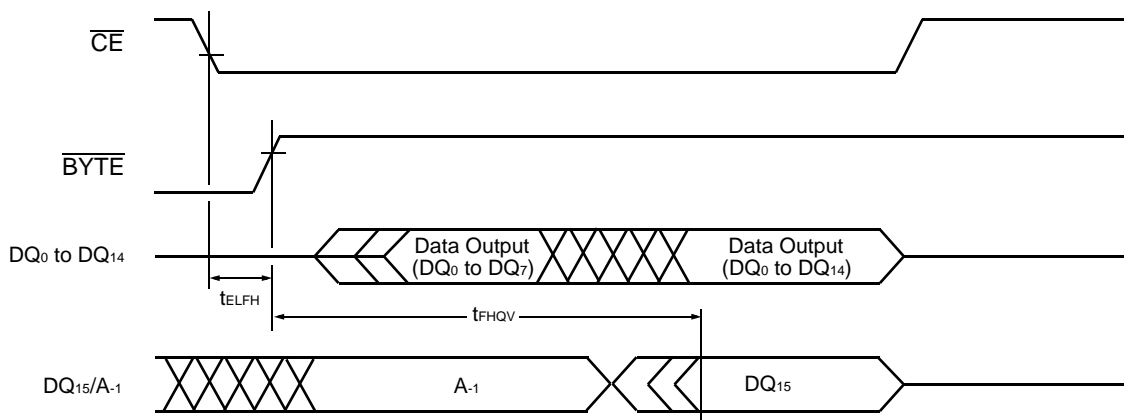 CE
BYTE
DQ0 to DQ14
Data Output
(DQ0 to DQ7)
Data Output
(DQ0 to DQ14)
tELFH
tFHQV
DQ15/A-1
A-1
DQ15